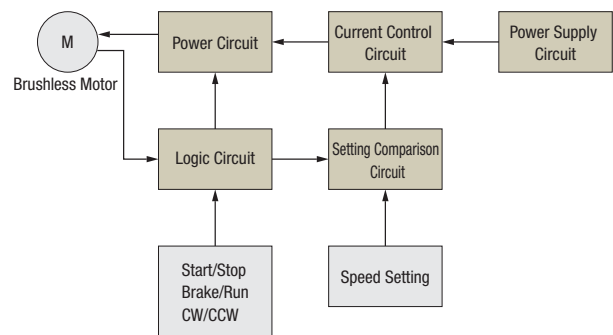 M
Brushless Motor
Power Circuit
Current Control
Circuit
Power Supply
Circuit
Logic Circuit
Setting Comparison
Circuit
Start/Stop
Brake/Run
CW/CCW
Speed Setting